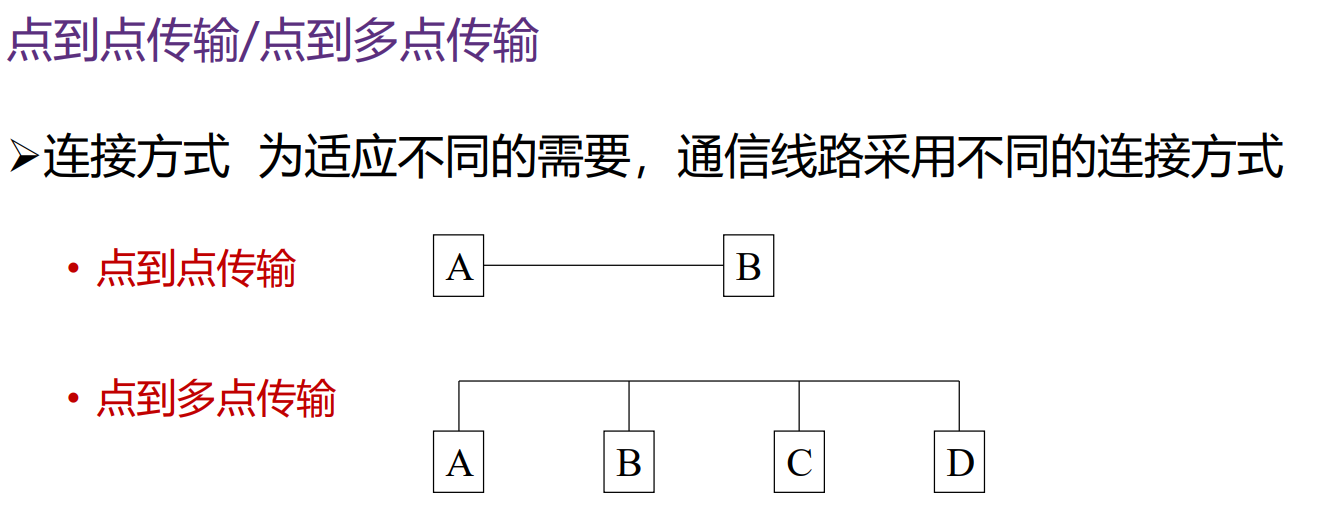 点到点传输/点到多点传输
➢连接方式 为适应不同的需要，通信线路采用不同的连接方式
• 点到点传输 A B
• 点到多点传输
A B C D